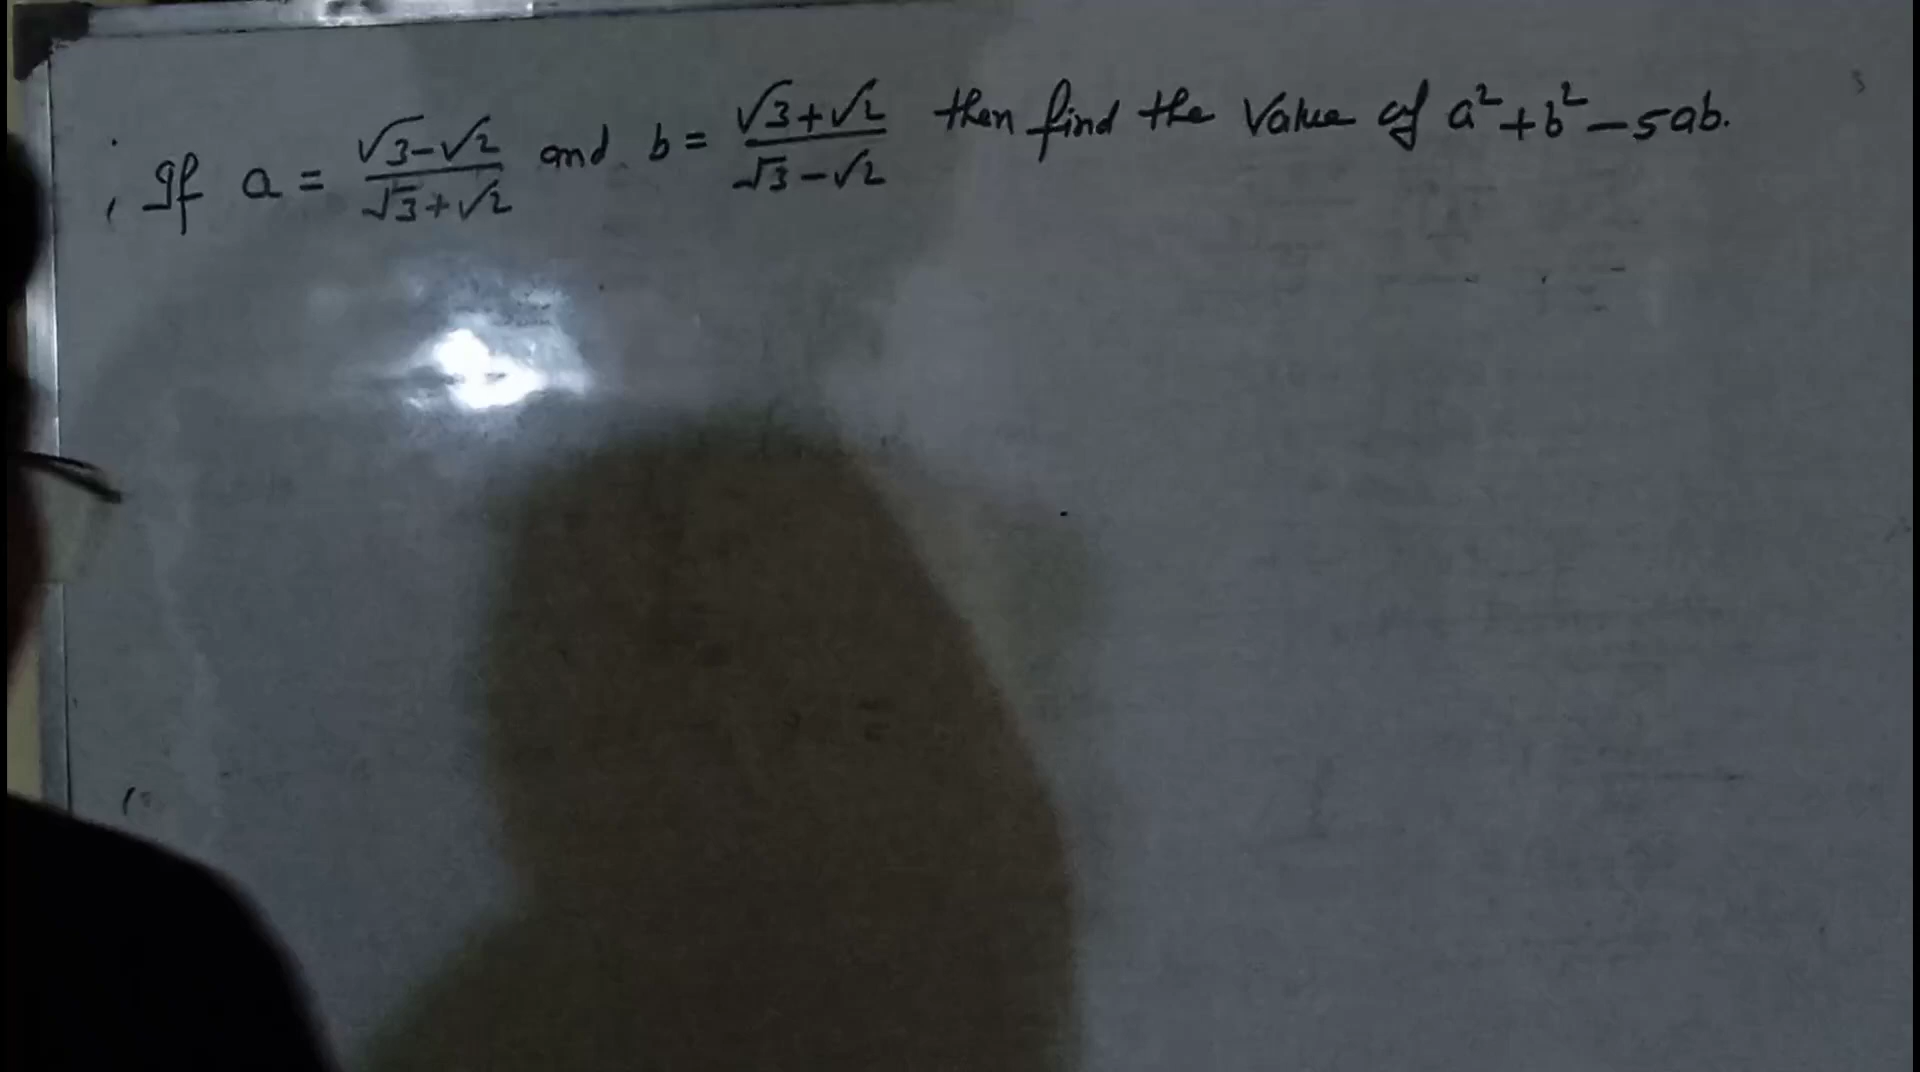 If a = √3-√2/√3+√2 and b = √3+√2/√3-√2 then find the value of a²+b²-5ab.